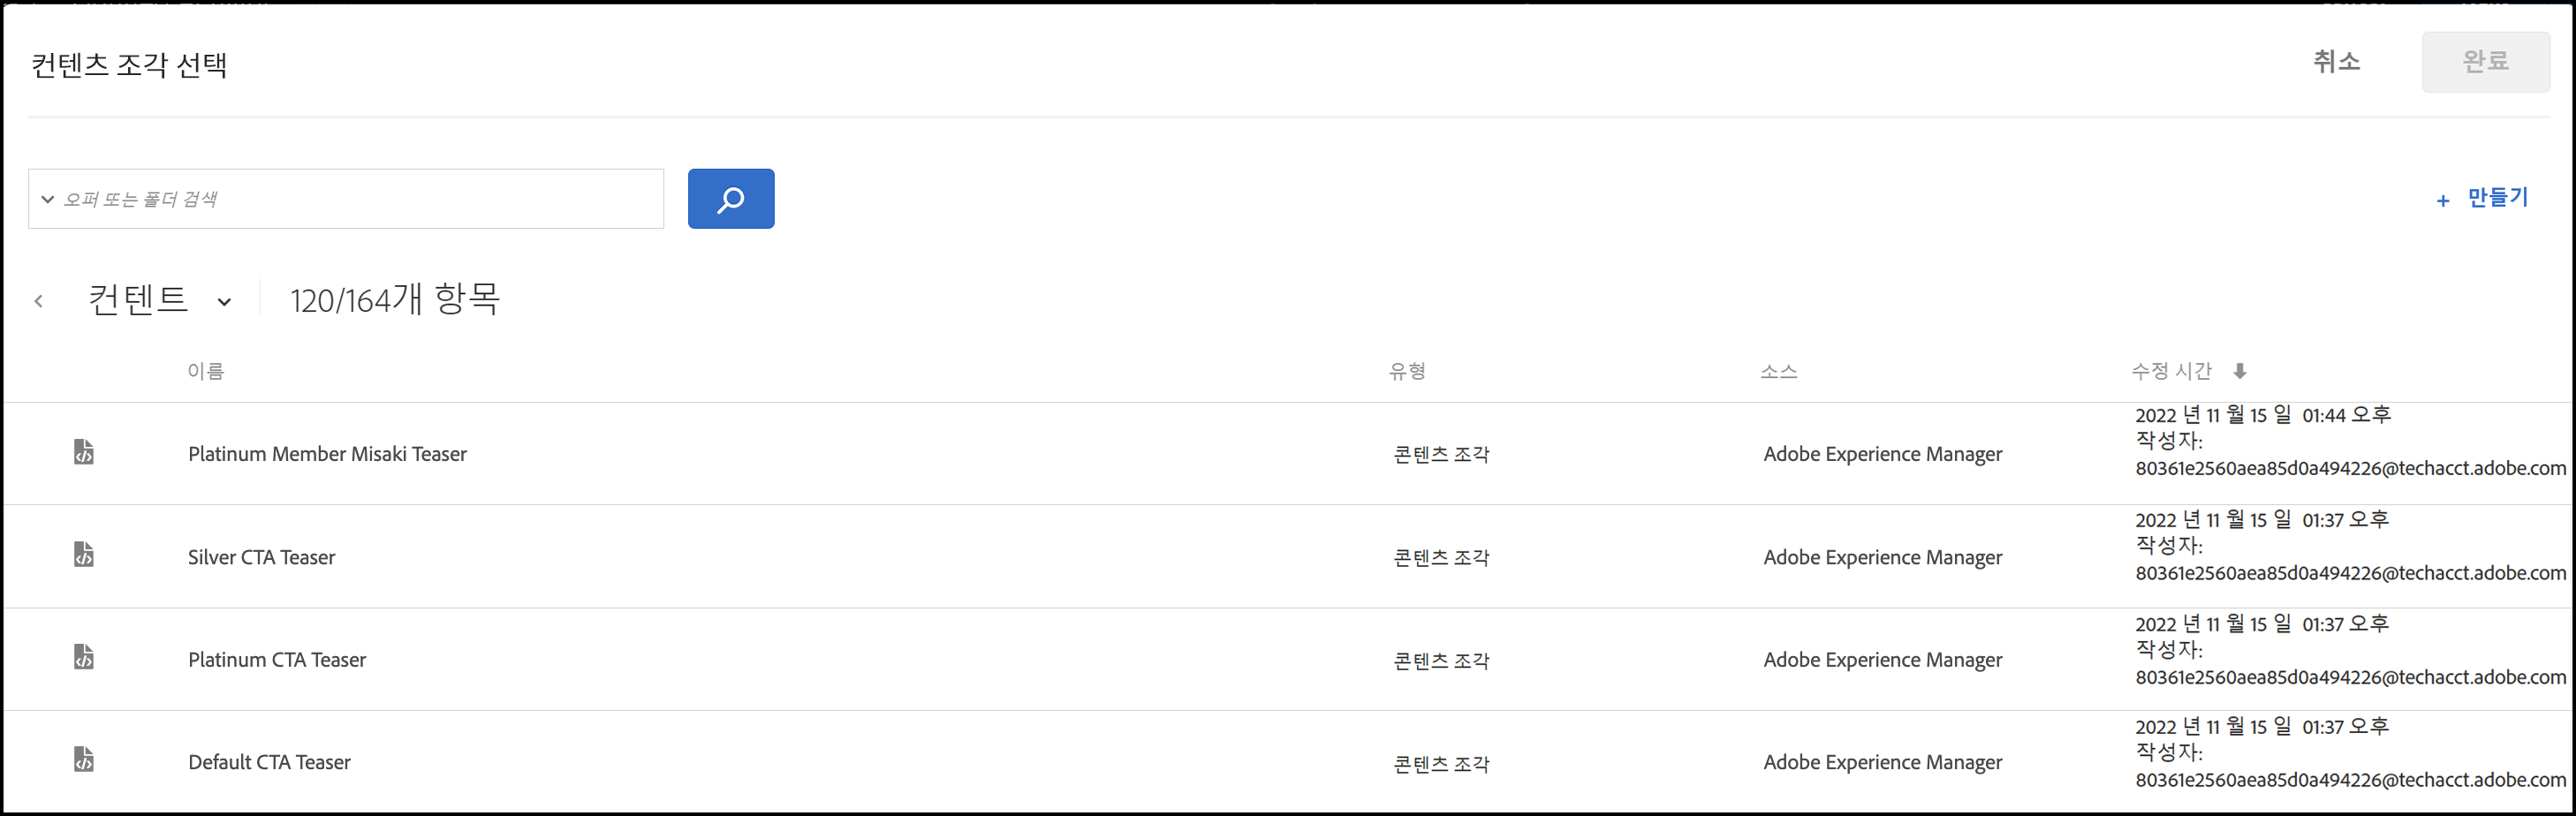 컨텐츠 조각 선택
취소
완료
오퍼 또는 폴더 검색
+ 만들기
컨텐트
120/164개 항목
이름 유형 소스 수정 시간
Platinum Member Misaki Teaser 콘텐츠 조각 Adobe Experience Manager
2022 년 11 월 15 일 01:44 오후
작성자:
80361e2560aea85d0a494226@techacct.adobe.com
Silver CTA Teaser 콘텐츠 조각 Adobe Experience Manager
2022 년 11 월 15 일 01:37 오후
작성자:
80361e2560aea85d0a494226@techacct.adobe.com
Platinum CTA Teaser 콘텐츠 조각 Adobe Experience Manager
2022 년 11 월 15 일 01:37 오후
작성자:
80361e2560aea85d0a494226@techacct.adobe.com
Default CTA Teaser 콘텐츠 조각 Adobe Experience Manager
2022 년 11 월 15 일 01:37 오후
작성자:
80361e2560aea85d0a494226@techacct.adobe.com